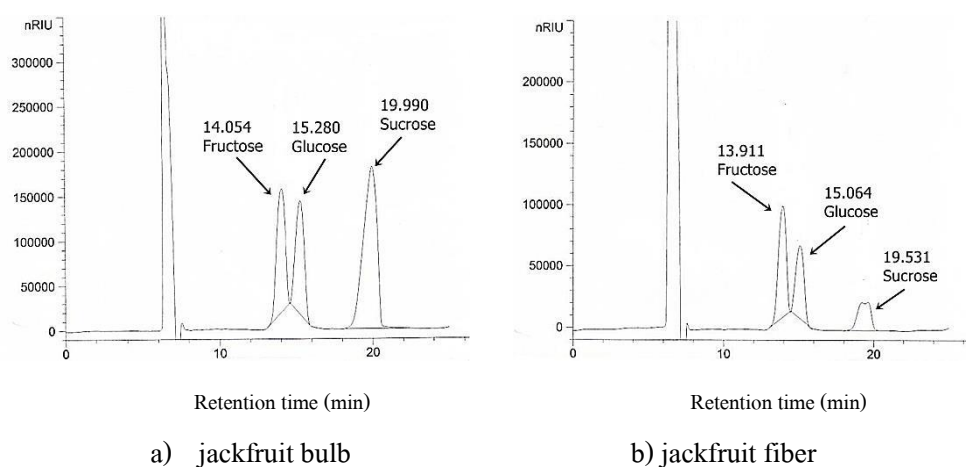 nRIU
300000
250000
200000
150000
100000
50000
0
14.054
Fructose
15.280
Glucose
19.990
Sucrose
0
10
20
Retention time (min)
a) jackfruit bulb
nRIU
200000
150000
100000
50000
0
13.911
Fructose
15.064
Glucose
19.531
Sucrose
0
10
20
Retention time (min)
b) jackfruit fiber